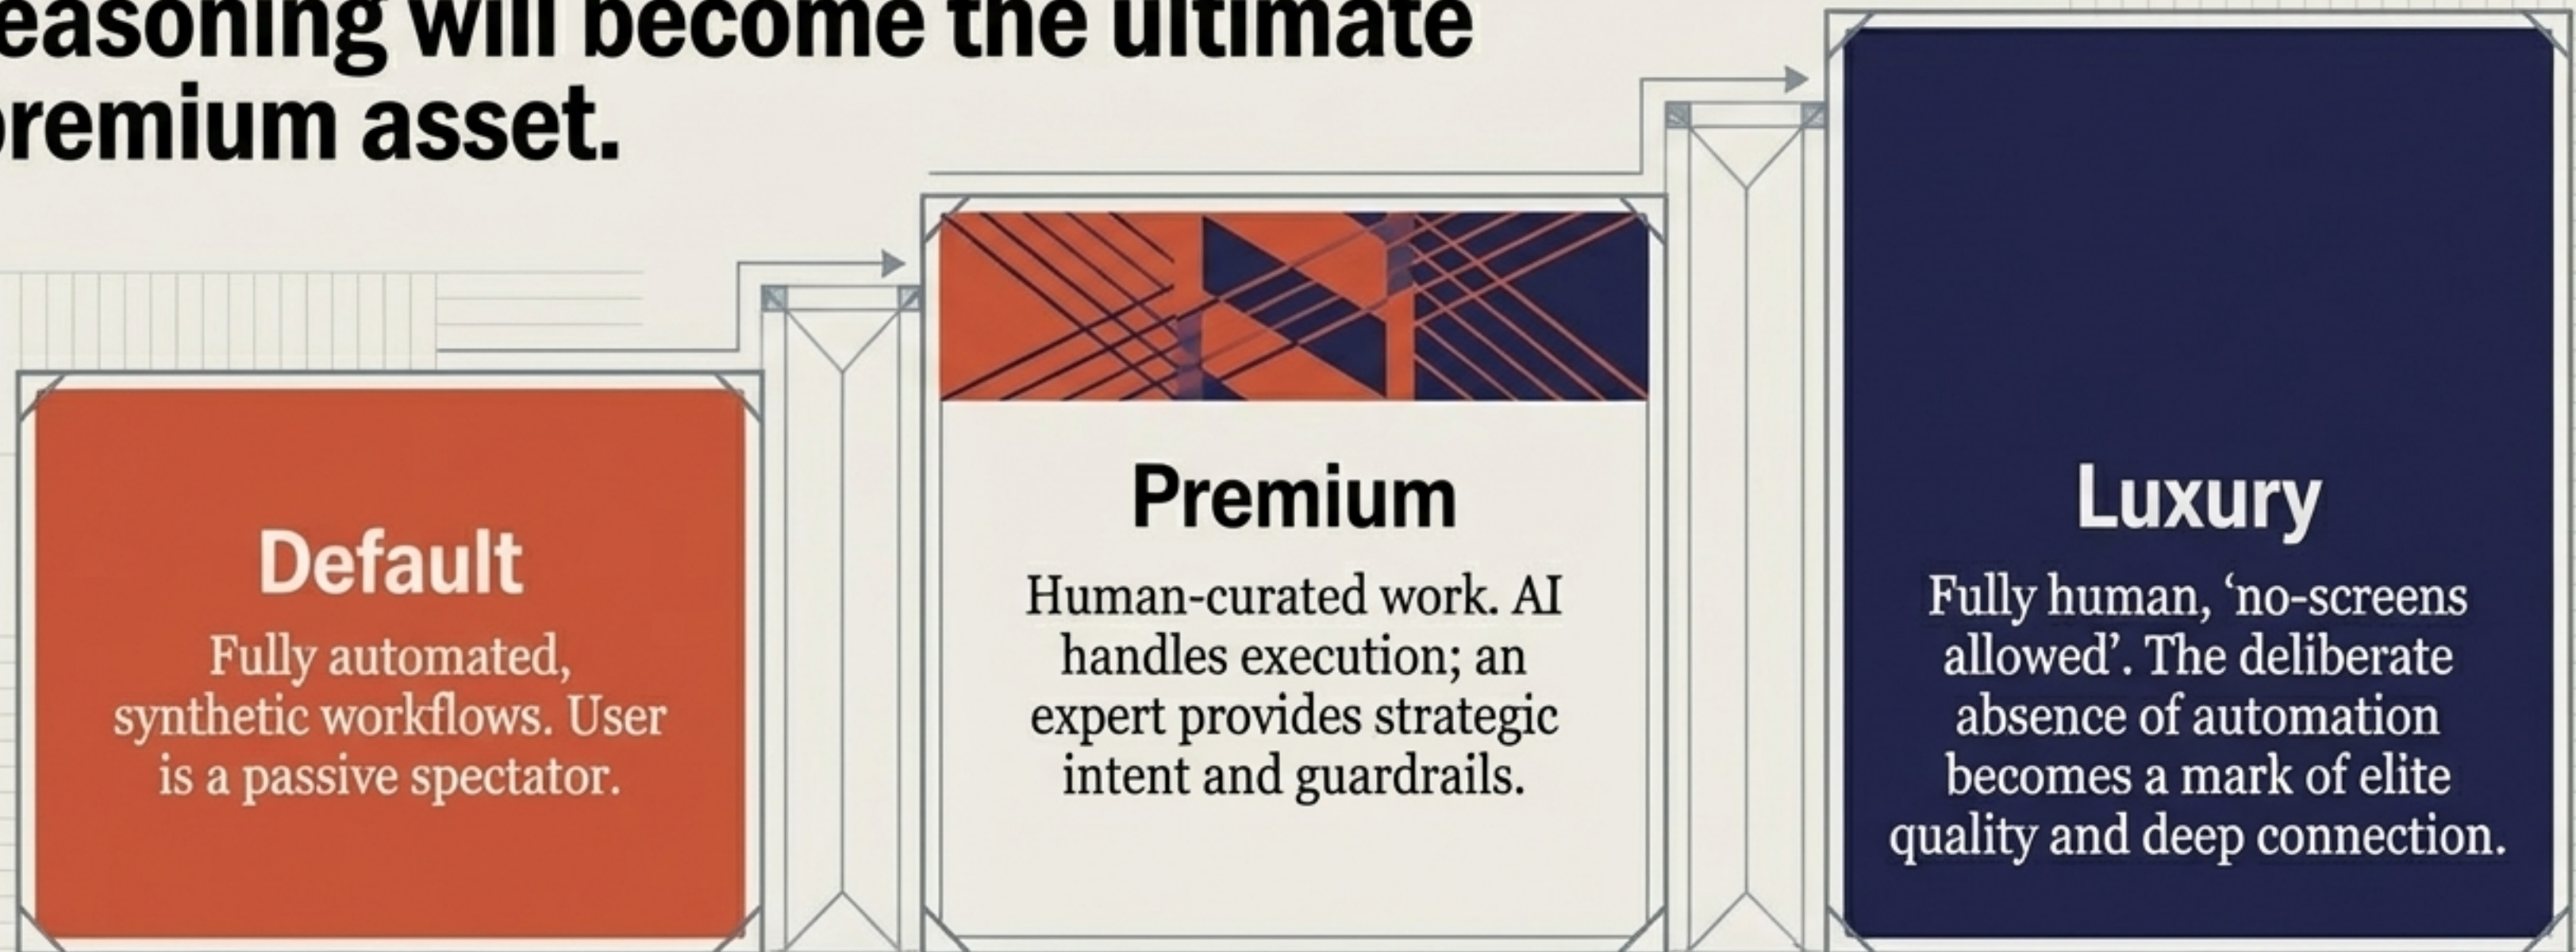 easoning will become the ultimate
premium asset.
Default
Fully automated,
synthetic workflows. User
is a passive spectator.
Premium
Human-curated work. AI
handles execution; an
expert provides strategic
intent and guardrails.
Luxury
Fully human, ‘no-screens
allowed’. The deliberate
absence of automation
becomes a mark of elite
quality and deep connection.